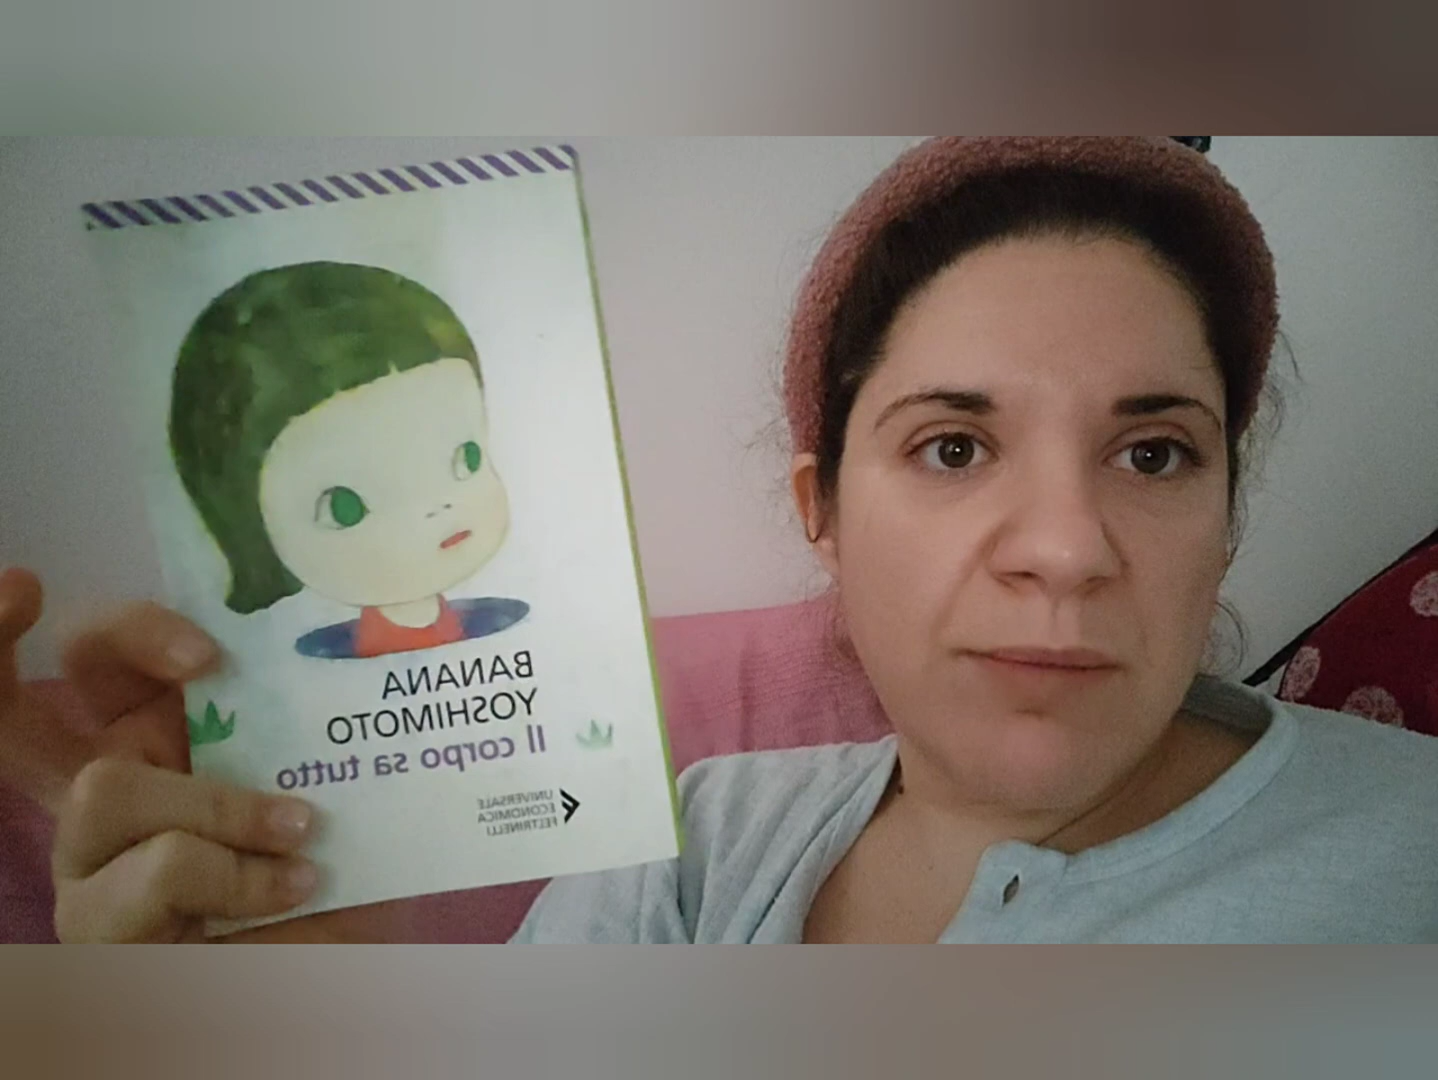 BANANA
YOSHIMOTO
Il corpo sa tutto
UNIVERSALE
ECONOMICA
FELTRINELLI